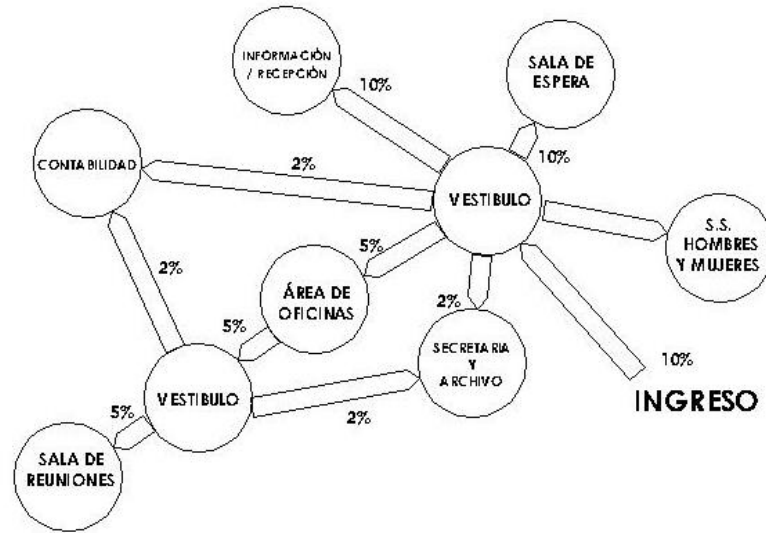 INFORMACIÓN
/ RECEPCIÓN
10%
SALA DE
ESPERA
10%
CONTABILIDAD
2%
VESTIBULO
S.S.
HOMBRES
Y MUJERES
5%
2%
ÁREA DE
OFICINAS
2%
5%
SECRETARIA
Y
ARCHIVO
10%
INGRESO
VESTIBULO
5%
2%
SALA DE
REUNIONES